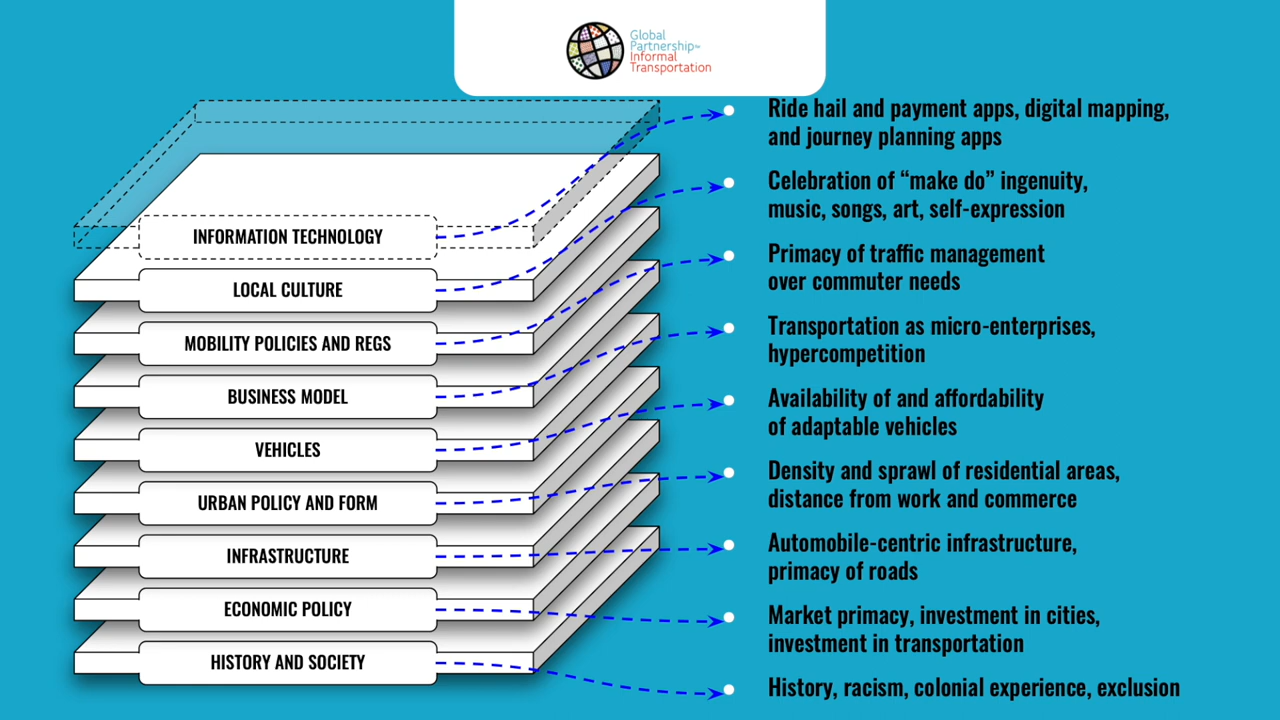 Global
Partnership™
Informal
Transportation
INFORMATION TECHNOLOGY
LOCAL CULTURE
MOBILITY POLICIES AND REGS
BUSINESS MODEL
VEHICLES
URBAN POLICY AND FORM
INFRASTRUCTURE
ECONOMIC POLICY
HISTORY AND SOCIETY
Ride hail and payment apps, digital mapping,
and journey planning apps
Celebration of “make do” ingenuity,
music, songs, art, self-expression
Primacy of traffic management
over commuter needs
Transportation as micro-enterprises,
hypercompetition
Availability of and affordability
of adaptable vehicles
Density and sprawl of residential areas,
distance from work and commerce
Automobile-centric infrastructure,
primacy of roads
Market primacy, investment in cities,
investment in transportation
History, racism, colonial experience, exclusion